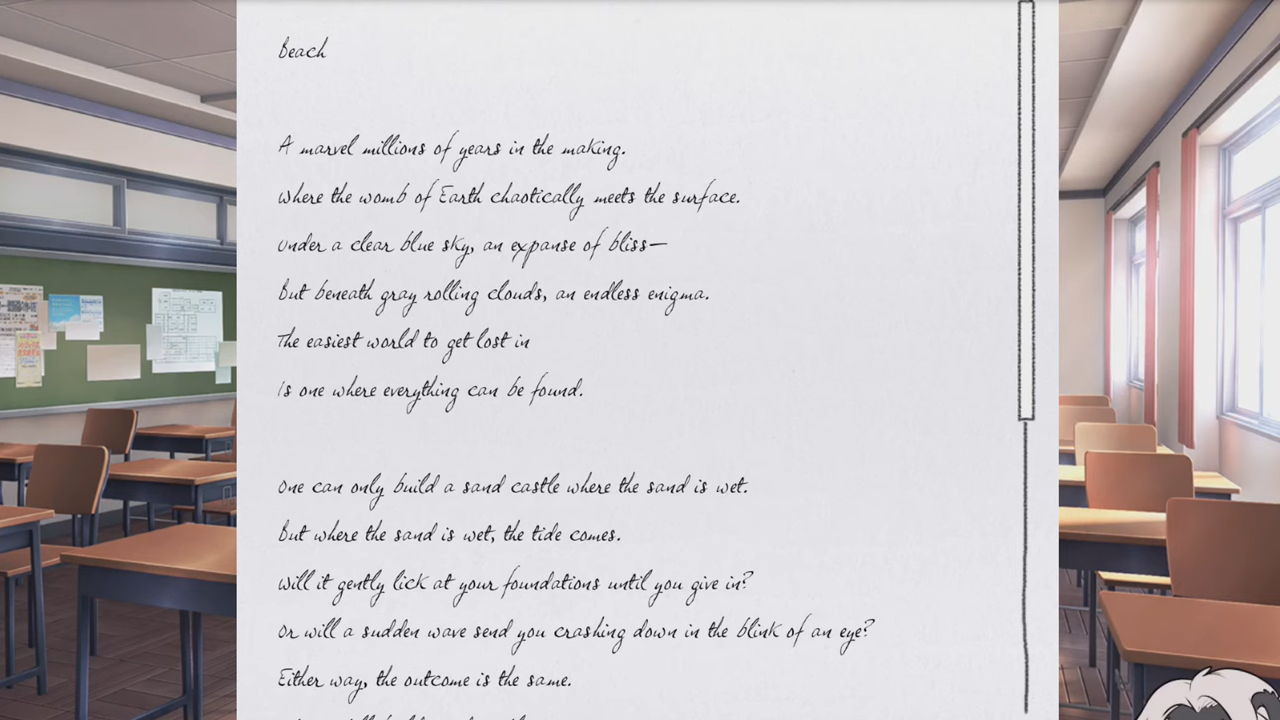 Beach
A marvel millions of years in the making.
Where the womb of Earth chaotically meets the surface.
Under a clear blue sky, an expanse of bliss—
But beneath gray rolling clouds, an endless enigma.
The easiest world to get lost in
Is one where everything can be found.
One can only build a sand castle where the sand is wet.
But where the sand is wet, the tide comes.
Will it gently lick at your foundations until you give in?
Or will a sudden wave send you crashing down in the blink of an eye?
Either way, the outcome is the same.